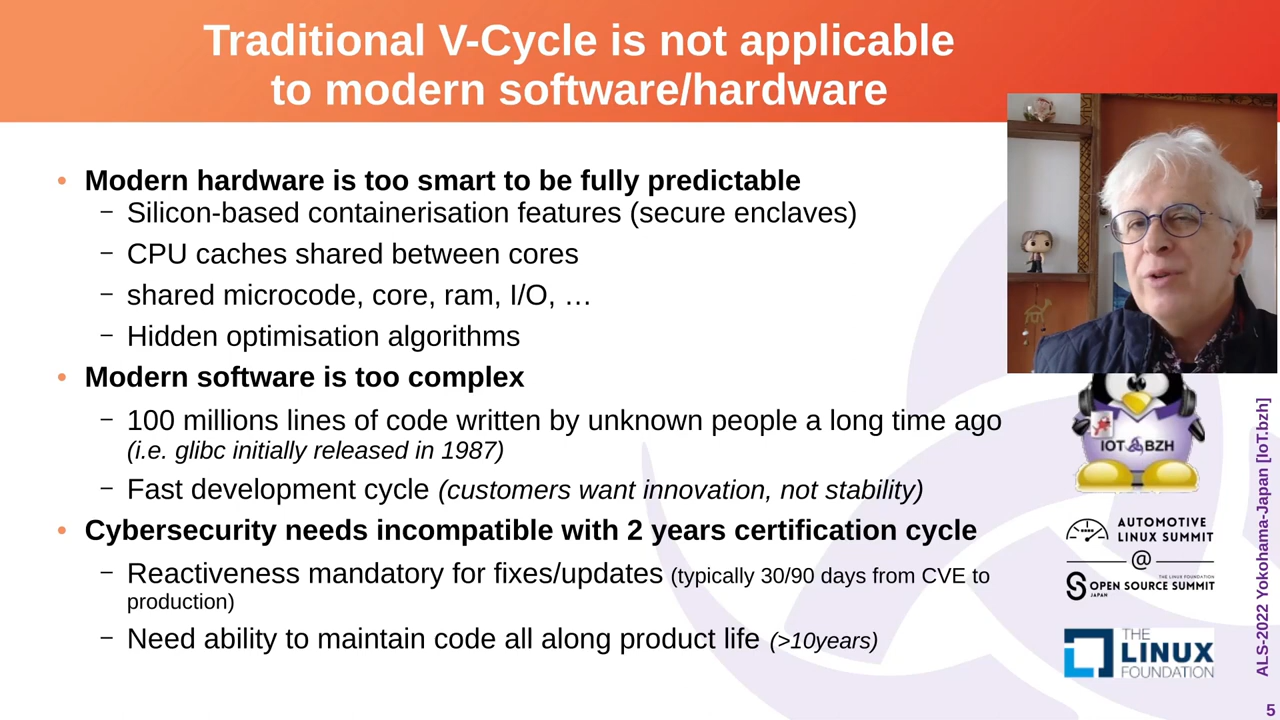 Traditional V-Cycle is not applicable
to modern software/hardware
• Modern hardware is too smart to be fully predictable
– Silicon-based containerisation features (secure enclaves)
– CPU caches shared between cores
– shared microcode, core, ram, I/O, …
– Hidden optimisation algorithms
• Modern software is too complex
– 100 millions lines of code written by unknown people a long time ago
(i.e. glibc initially released in 1987)
– Fast development cycle (customers want innovation, not stability)
• Cybersecurity needs incompatible with 2 years certification cycle
– Reactiveness mandatory for fixes/updates (typically 30/90 days from CVE to
production)
– Need ability to maintain code all along product life (>10years)
IOT BZH
AUTOMOTIVE
LINUX SUMMIT
@
THE LINUX FOUNDATION
OPEN SOURCE SUMMIT
JAPAN
THE
LINUX
FOUNDATION
ALS-2022 Yokohama-Japan [IoT.bzh]
5